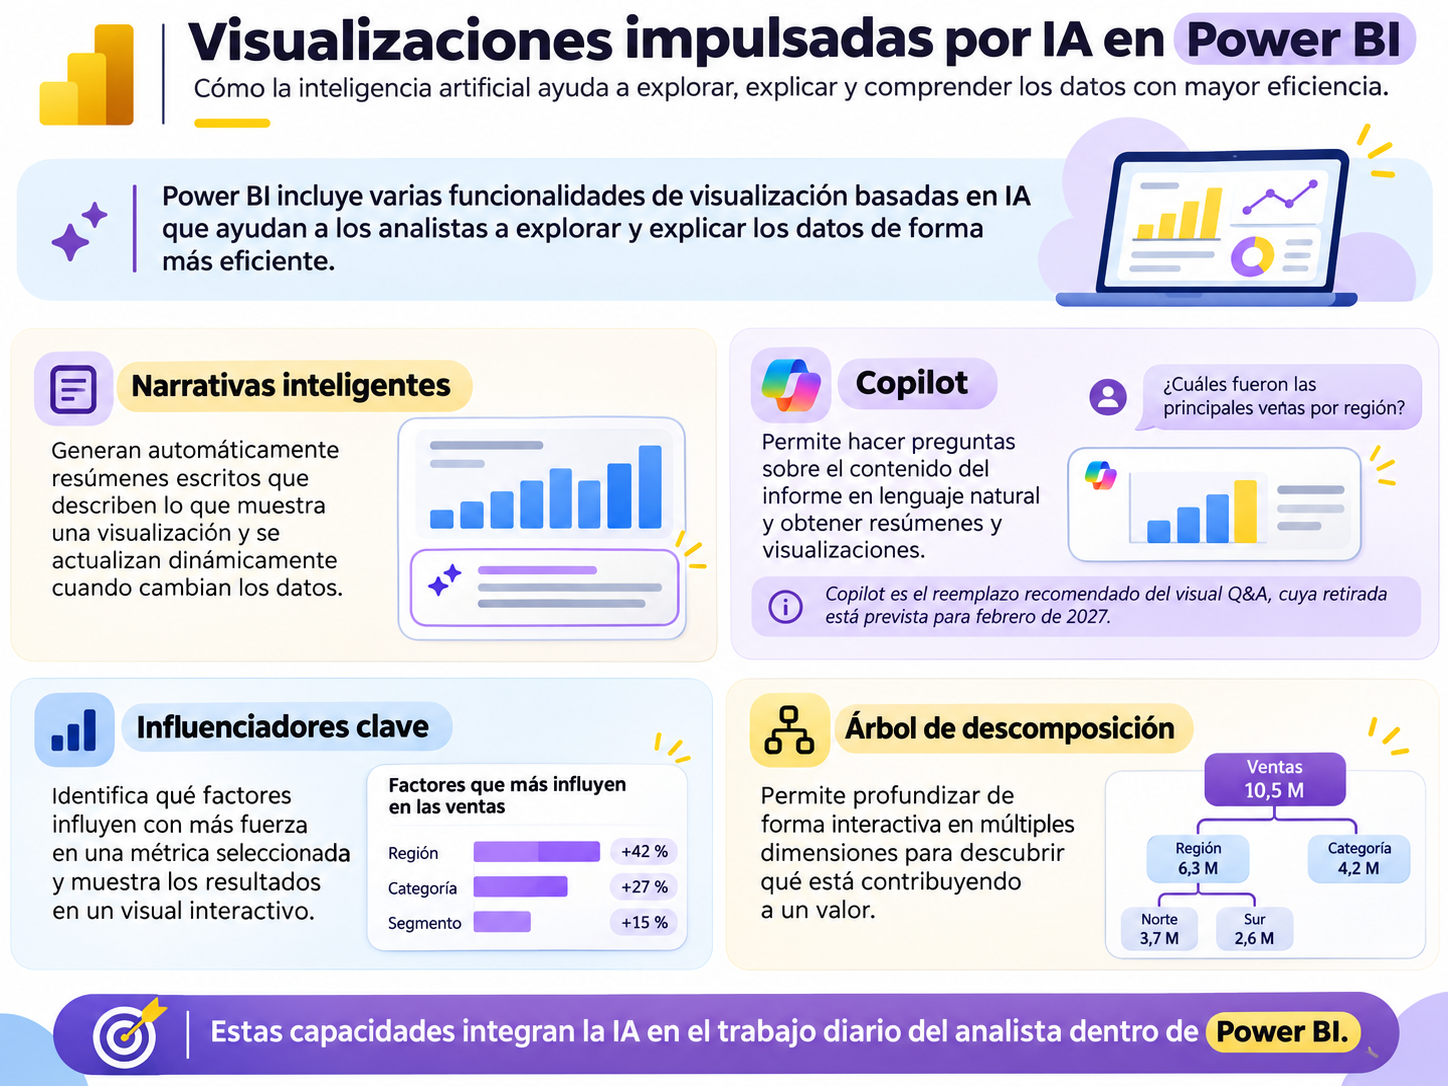 Visualizaciones impulsadas por IA en Power BI
Cómo la inteligencia artificial ayuda a explorar, explicar y comprender los datos con mayor eficiencia.
Power BI incluye varias funcionalidades de visualización basadas en IA
que ayudan a los analistas a explorar y explicar los datos de forma
más eficiente.
Narrativas inteligentes
Generan automáticamente
resúmenes escritos que
describen lo que muestra
una visualización y se
actualizan dinámicamente
cuando cambian los datos.
Copilot
Permite hacer preguntas
sobre el contenido del
informe en lenguaje natural
y obtener resúmenes y
visualizaciones.
¿Cuáles fueron las
principales por región?
Copilot es el reemplazo recomendado del visual Q&A, cuya retirada
está prevista para febrero de 2027.
Influenciadores clave
Identifica qué factores
influyen con más fuerza
en una métrica seleccionada
y muestra los resultados
en un visual interactivo.
Factores que más influyen
en las ventas
Región +42 %
Categoría +27 %
Segmento +15 %
Árbol de descomposición
Permite profundizar de
forma interactiva en múltiples
dimensiones para descubrir
qué está contribuyendo
a un valor.
Ventas
10,5 M
Región
6,3 M
Categoría
4,2 M
Norte
3,7 M
Sur
2,6 M
Estas capacidades integran la IA en el trabajo diario del analista dentro de Power BI.